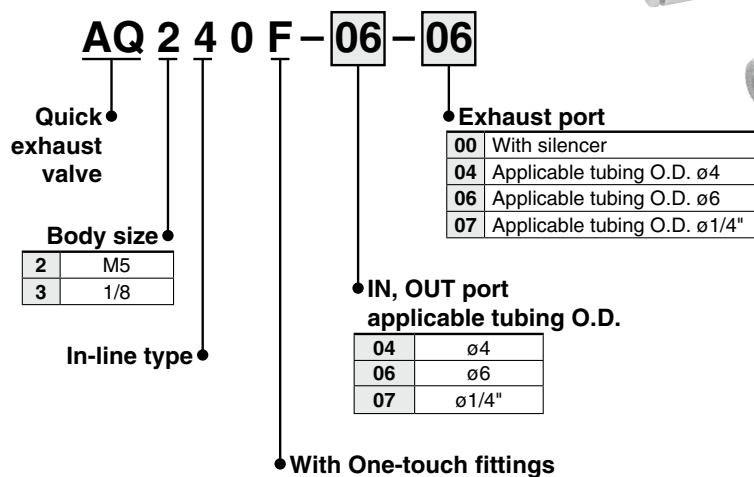 AQ 2 4 0 F – 06 – 06
Quick
exhaust
valve
Exhaust port
00 With silencer
04 Applicable tubing O.D. ø4
06 Applicable tubing O.D. ø6
07 Applicable tubing O.D. ø1/4"
Body size
2 M5
3 1/8
IN, OUT port
applicable tubing O.D.
04 ø4
06 ø6
07 ø1/4"
In-line type
With One-touch fittings